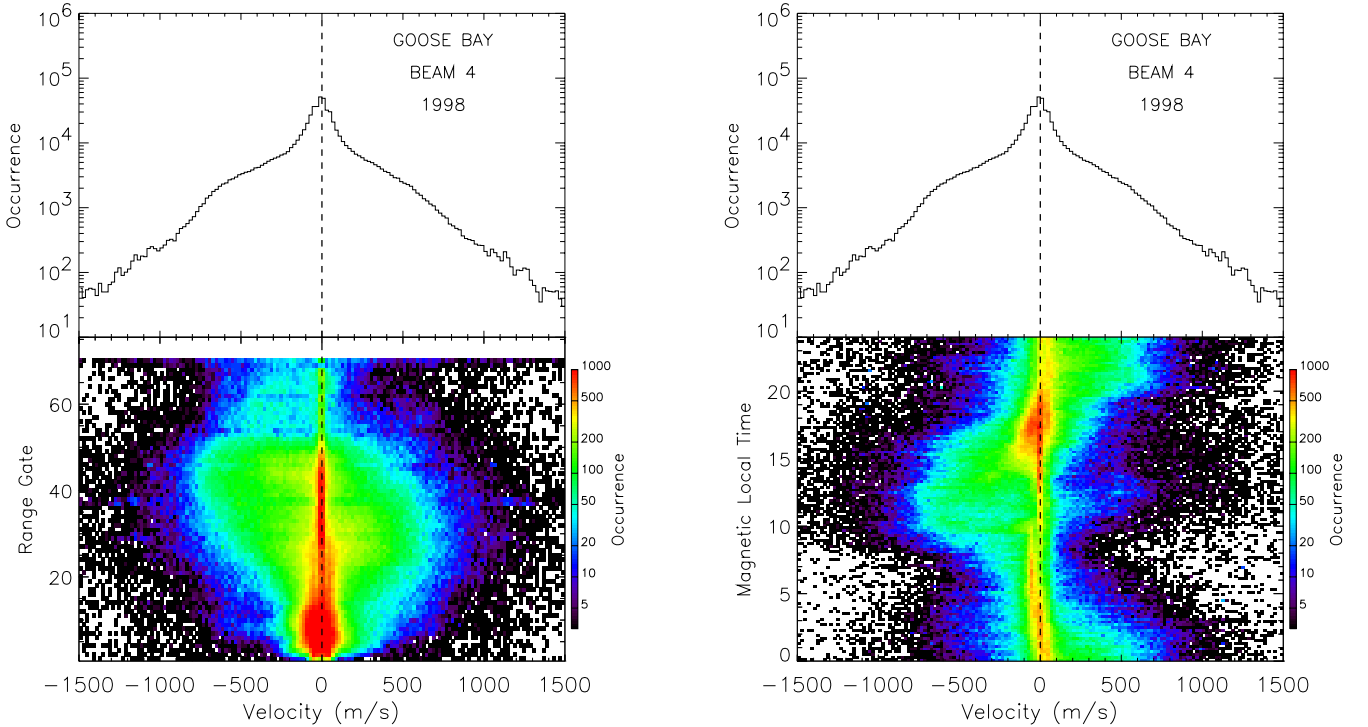 10^6
10^5
10^4
10^3
10^2
10^1
Occurrence
GOOSE BAY
BEAM 4
1998
60
40
20
Range Gate
1000
500
200
100
50
20
10
5
Occurrence
−1500 −1000 −500 0 500 1000 1500
Velocity (m/s)
10^6
10^5
10^4
10^3
10^2
10^1
Occurrence
GOOSE BAY
BEAM 4
1998
20
15
10
5
0
Magnetic Local Time
1000
500
200
100
50
20
10
5
Occurrence
−1500 −1000 −500 0 500 1000 1500
Velocity (m/s)